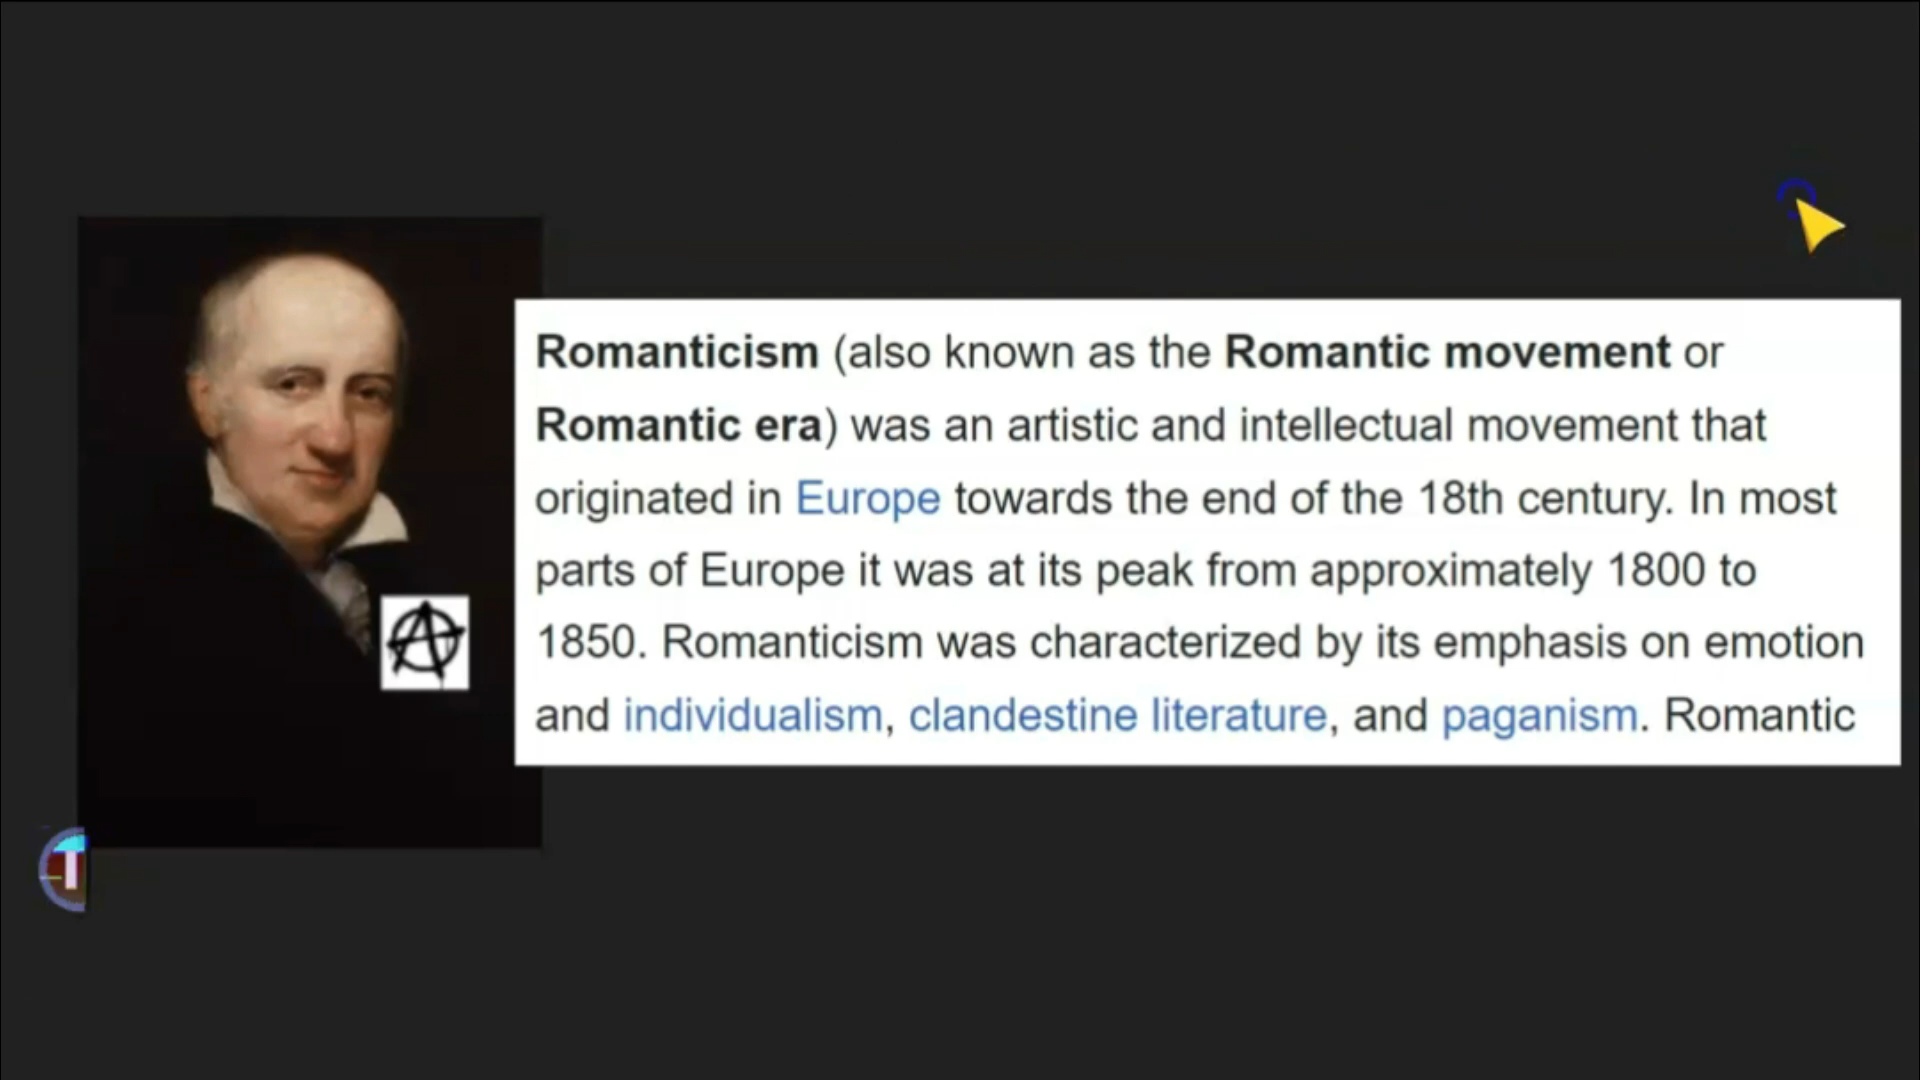 Romanticism (also known as the Romantic movement or
Romantic era) was an artistic and intellectual movement that
originated in Europe towards the end of the 18th century. In most
parts of Europe it was at its peak from approximately 1800 to
1850. Romanticism was characterized by its emphasis on emotion
and individualism, clandestine literature, and paganism. Romantic
A
T